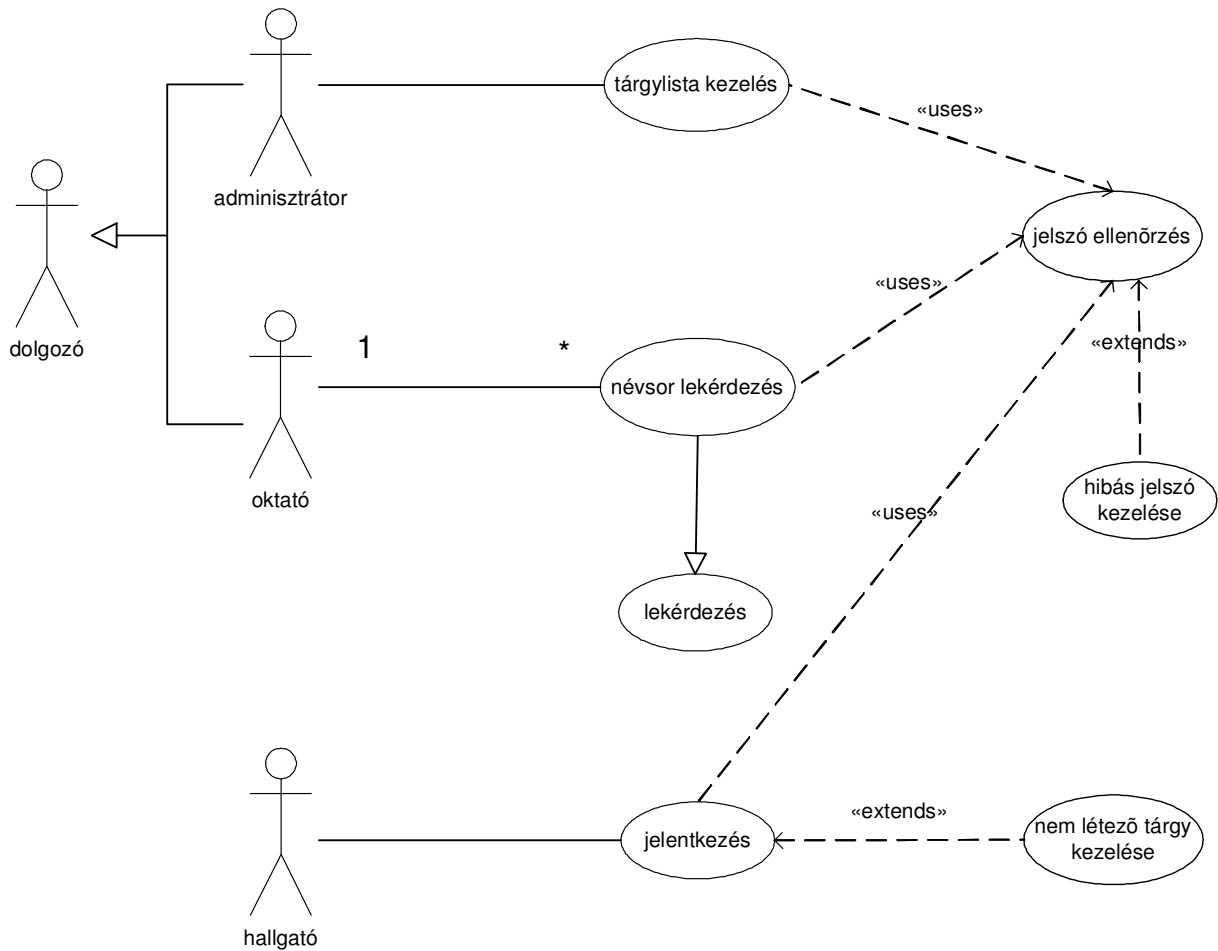 tárgylista kezelés
«uses»
adminisztrátor
jelszó ellenõrzés
«uses»
dolgozó
1
*
«extends»
névsor lekérdezés
hibás jelszó
kezelése
oktató
«uses»
lekérdezés
«extends»
jelentkezés
nem létezõ tárgy
kezelése
hallgató